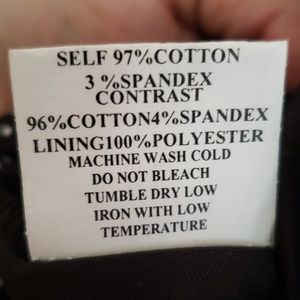 SELF 97%COTTON
3 %SPANDEX
CONTRAST
96%COTTON4%SPANDEX
LINING100%POLYESTER
MACHINE WASH COLD
DO NOT BLEACH
TUMBLE DRY LOW
IRON WITH LOW
TEMPERATURE